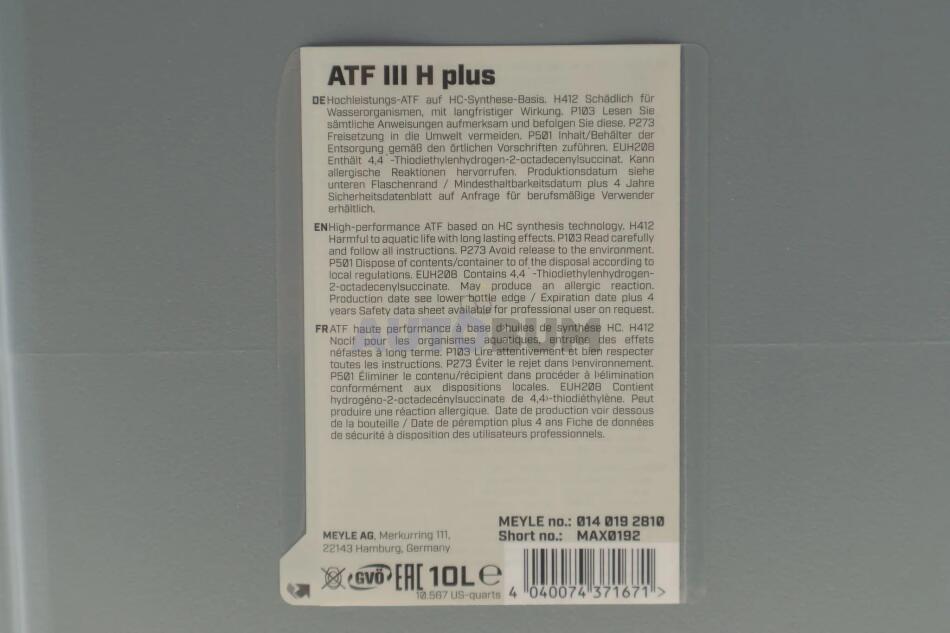 ATF III H plus
DE Hochleistungs-ATF auf HC-Synthese-Basis. H412 Schädlich für
Wasserorganismen, mit langfristiger Wirkung. P103 Lesen Sie
sämtliche Anweisungen aufmerksam und befolgen Sie diese. P273
Freisetzung in die Umwelt vermeiden. P501 Inhalt/Behälter der
Entsorgung gemäß den örtlichen Vorschriften zuführen. EUH208
Enthält 4,4 -Thiodiethylenhydrogen-2-octadecenylsuccinat. Kann
allergische Reaktionen hervorrufen. Produktionsdatum siehe
unteren Flaschenrand / Mindesthaltbarkeitsdatum plus 4 Jahre
Sicherheitsdatenblatt auf Anfrage für berufsmäßige Verwender
erhältlich.
EN High-performance ATF based on HC synthesis technology. H412
Harmful to aquatic life with long lasting effects. P103 Read carefully
and follow all instructions. P273 Avoid release to the environment.
P501 Dispose of contents/container to of the disposal according to
local regulations. EUH208 Contains 4,4 -Thiodiethylenhydrogen-
2-octadecenylsuccinate. May produce an allergic reaction.
Production date see lower bottle edge / Expiration date plus 4
years Safety data sheet available for professional user on request.
AUTODUM
FR ATF haute performance à base d'huiles de synthèse HC. H412
Nocif pour les organismes aquatiques, entraîne des effets
néfastes à long terme. P103 Lire attentivement et bien respecter
toutes les instructions. P273 Éviter le rejet dans l›environnement.
P501 Éliminer le contenu/récipient dans procéder à l›élimination
conformément aux dispositions locales. EUH208 Contient
hydrogéno-2-octadecénylsuccinate de 4,4›-thiodiéthylène. Peut
produire une réaction allergique. Date de production voir dessous
de la bouteille / Date de péremption plus 4 ans Fiche de données
de sécurité à disposition des utilisateurs professionnels.
MEYLE no.: 014 019 2810
Short no.: MAX0192
MEYLE AG, Merkurring 111,
22143 Hamburg, Germany
GVÖ EAC 10L e
10.567 US-quarts
4 040074 371671 >